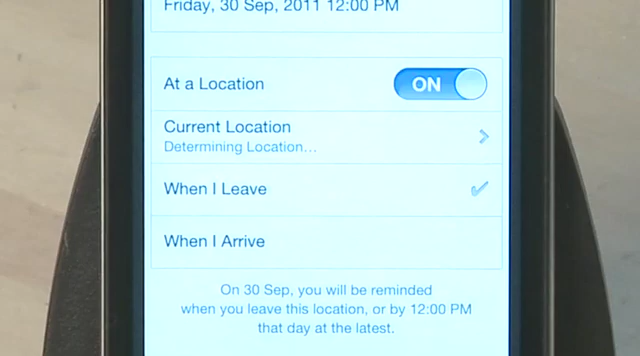 Friday, 30 Sep, 2011 12:00 PM
At a Location
ON
Current Location
Determining Location...
When I Leave
When I Arrive
On 30 Sep, you will be reminded
when you leave this location, or by 12:00 PM
that day at the latest.